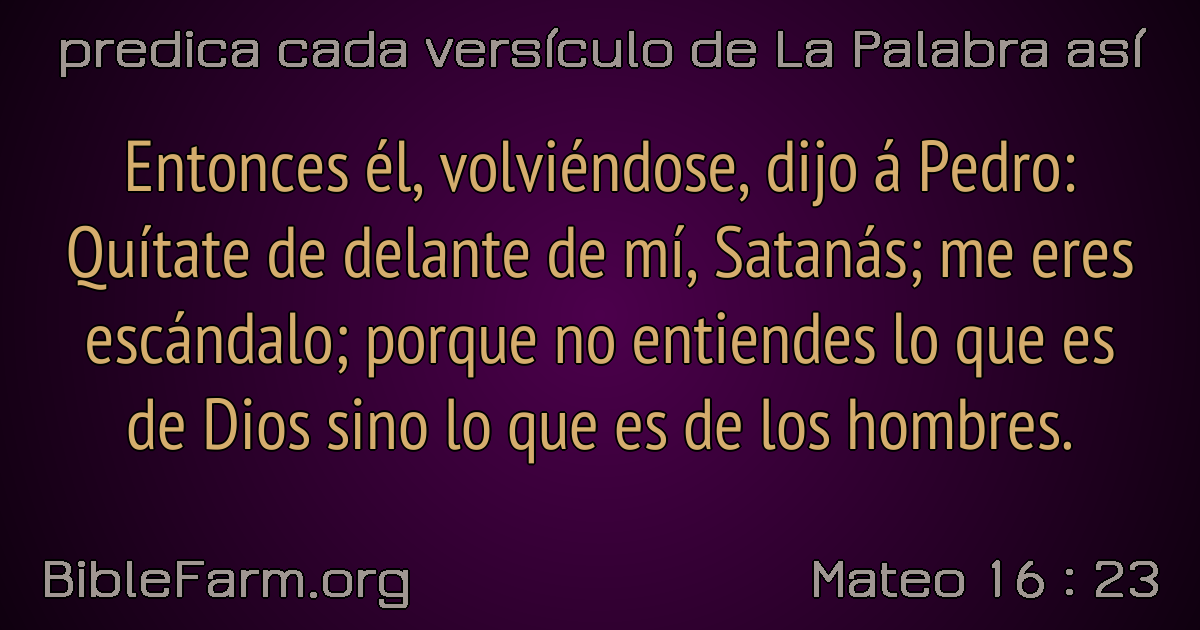 predica cada versículo de La Palabra así
Entonces él, volviéndose, dijo á Pedro:
Quítate de delante de mí, Satanás; me eres
escándalo; porque no entiendes lo que es
de Dios sino lo que es de los hombres.
BibleFarm.org
Mateo 16 : 23